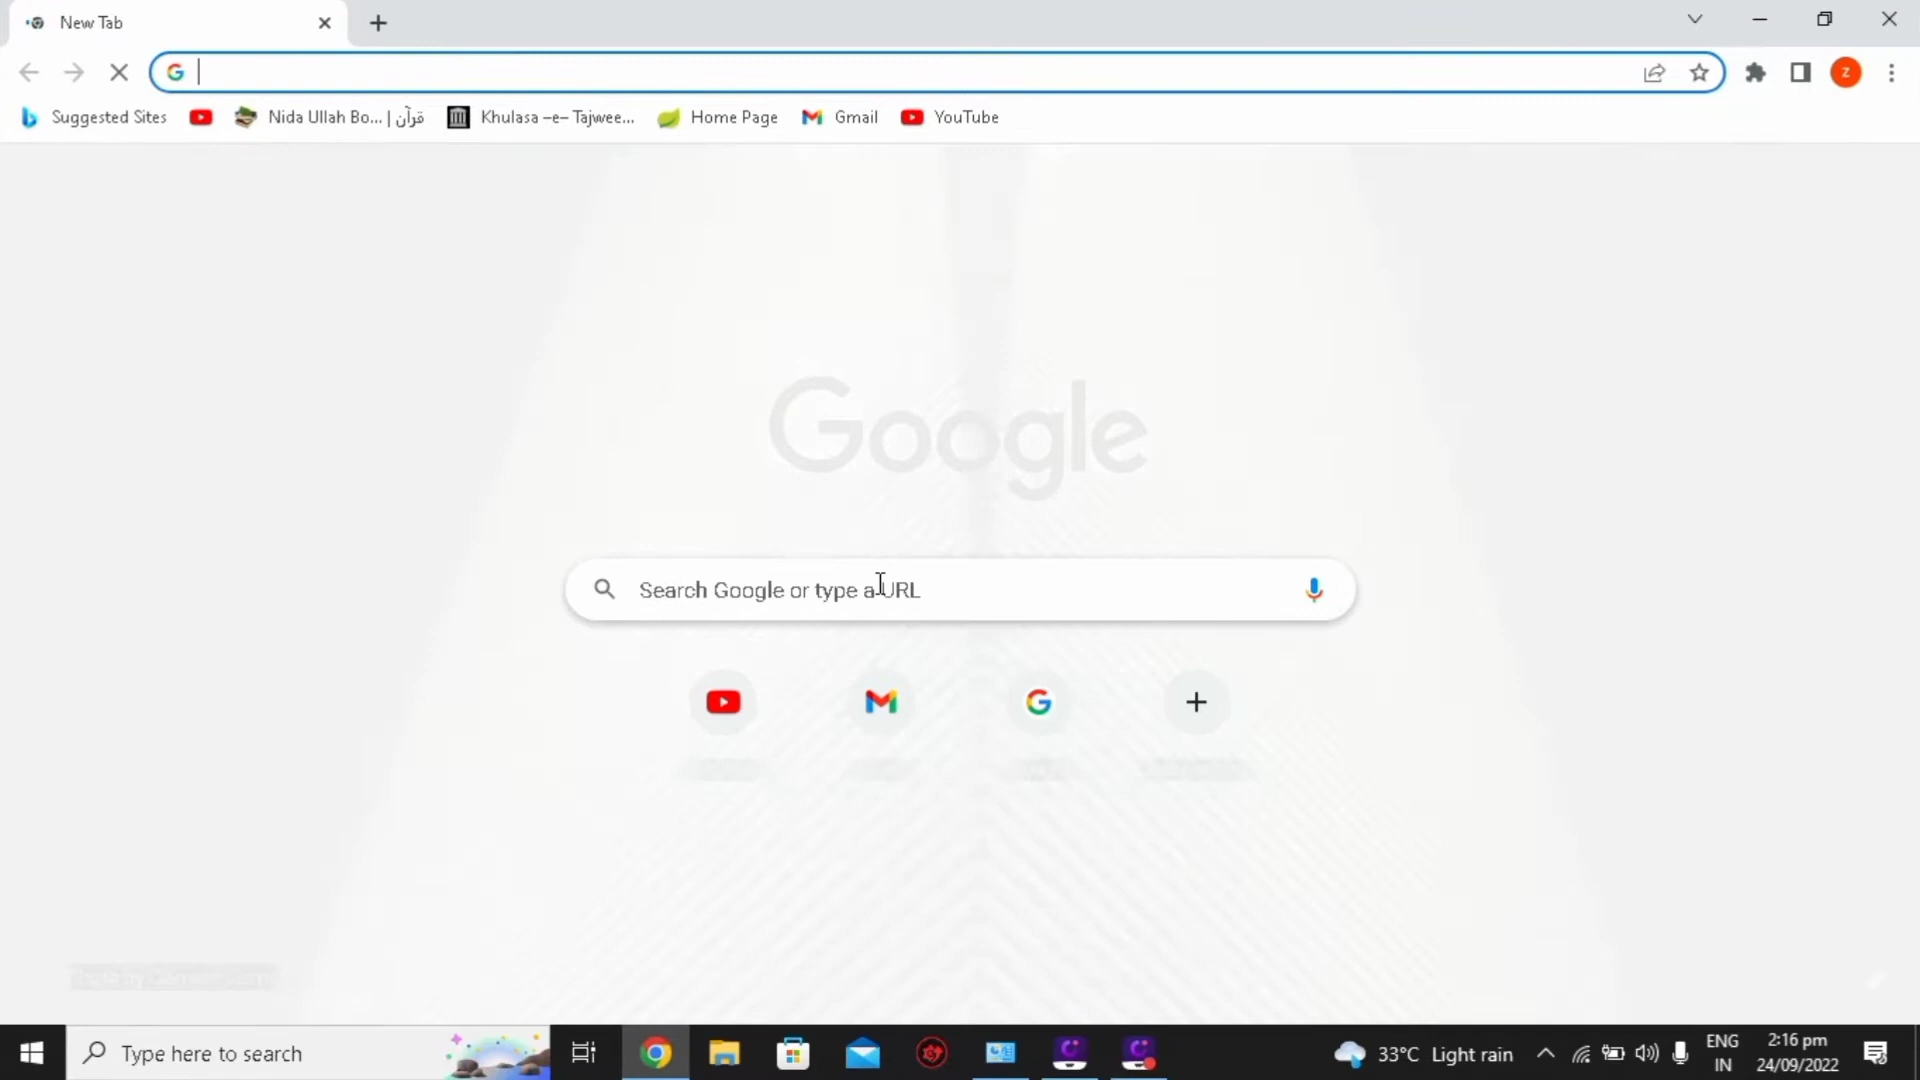 New Tab
Suggested Sites
Nida Ullah Bo... | قرآن
Khulasa –e– Tajwee...
Home Page
Gmail
YouTube
Google
Search Google or type a URL
Type here to search
33°C Light rain
ENG
IN
2:16 pm
24/09/2022